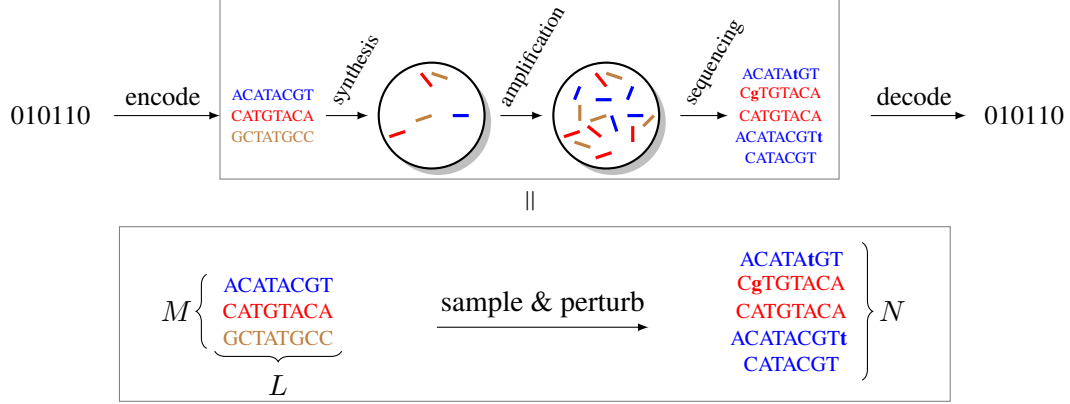 synthesis
amplification
sequencing
010110
encode
ACATACGT
CATGTACA
GCTATGCC
ACATAtGT
CgTGTACA
CATGTACA
ACATACGTt
CATACGT
decode
010110
=
M
ACATACGT
CATGTACA
GCTATGCC
L
sample & perturb
ACATAtGT
CgTGTACA
CATGTACA
ACATACGTt
CATACGT
N